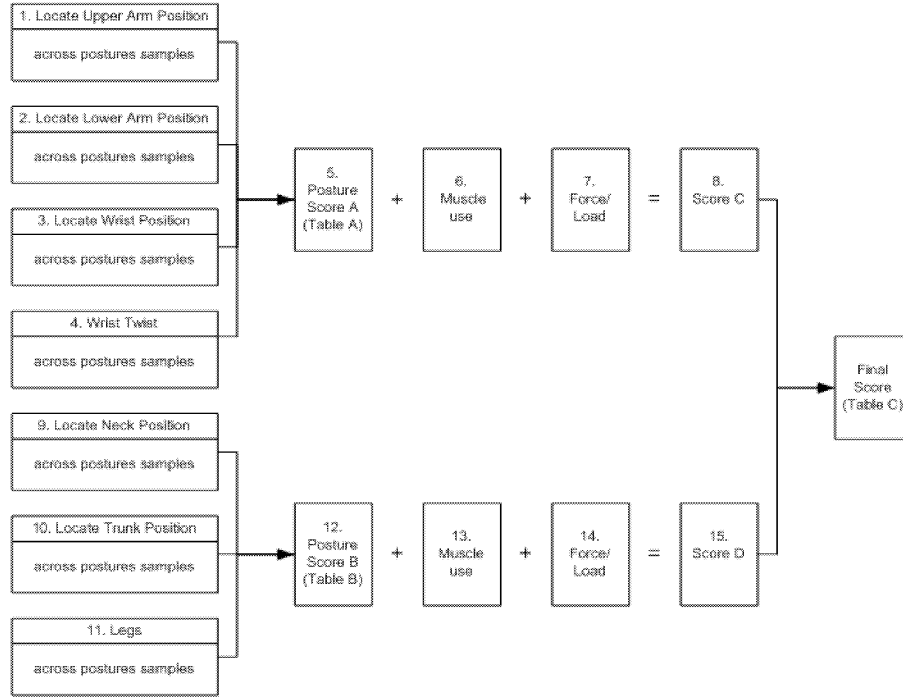 1. Locate Upper Arm Position
across postures samples
2. Locate Lower Arm Position
across postures samples
3. Locate Wrist Position
across postures samples
4. Wrist Twist
across postures samples
5.
Posture
Score A
(Table A)
+
6.
Muscle
use
+
7.
Force/
Load
=
8.
Score C
Final
Score
(Table C)
9. Locate Neck Position
across postures samples
10. Locate Trunk Position
across postures samples
11. Legs
across postures samples
12.
Posture
Score B
(Table B)
+
13.
Muscle
use
+
14.
Force/
Load
=
15.
Score D